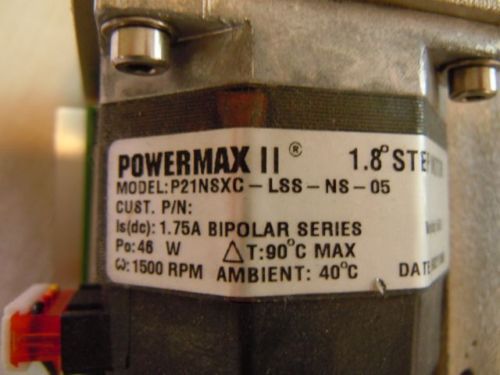 POWERMAX II® 1.8° STEP
MODEL: P21NSXC-LSS-NS-05
CUST. P/N:
Is(dc): 1.75A BIPOLAR SERIES
Po: 46 W △T: 90°C MAX
ω: 1500 RPM AMBIENT: 40°C DATE